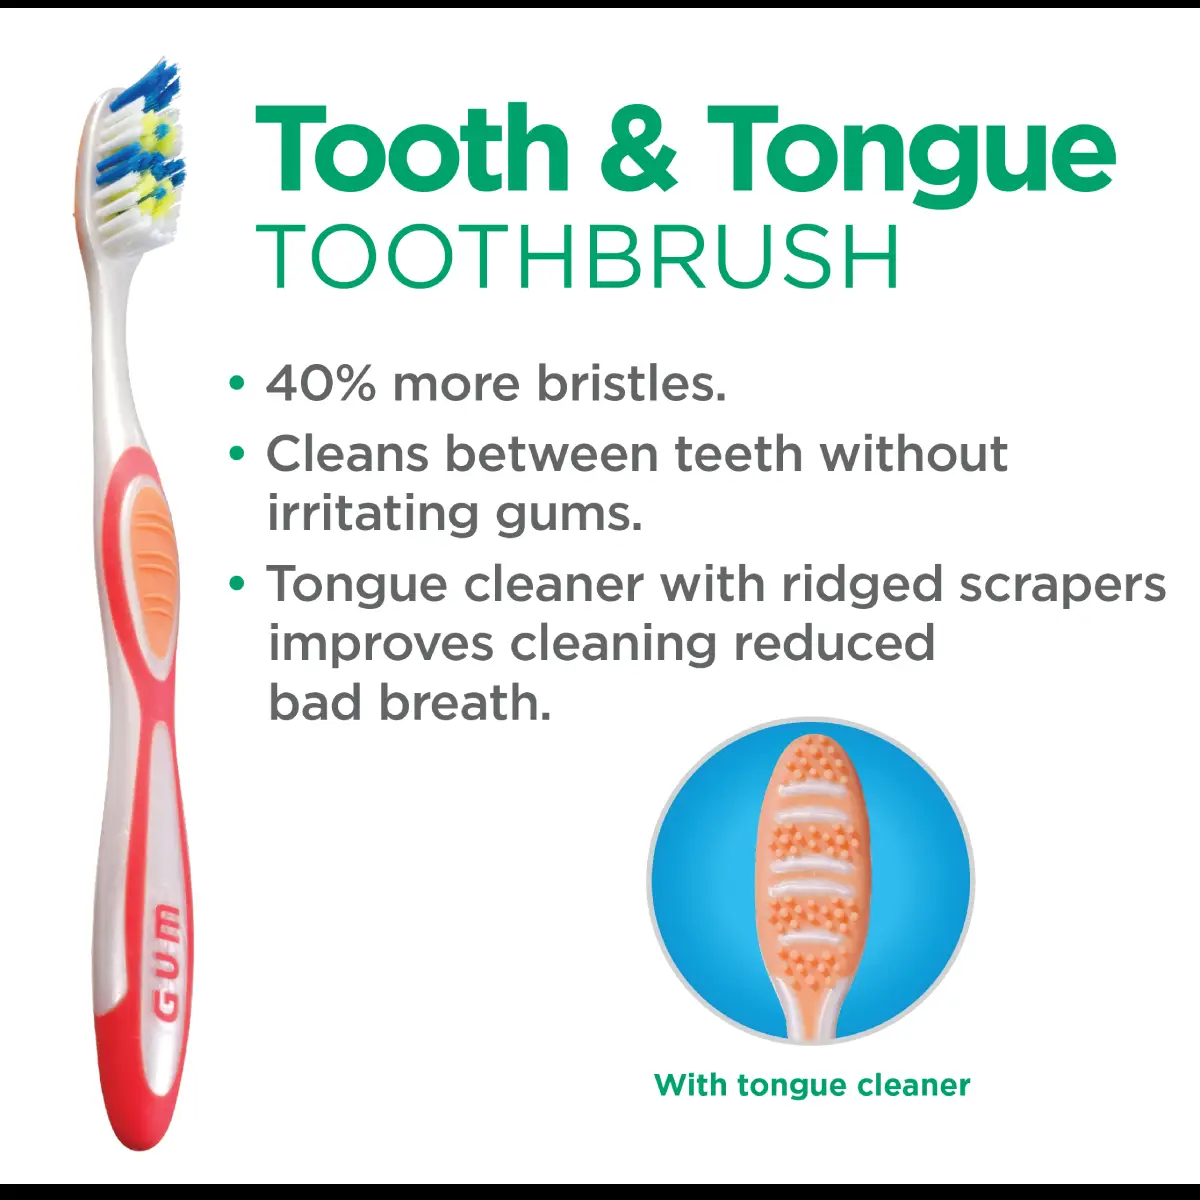 Tooth & Tongue
TOOTHBRUSH
• 40% more bristles.
• Cleans between teeth without
irritating gums.
• Tongue cleaner with ridged scrapers
improves cleaning reduced
bad breath.
GUM
With tongue cleaner